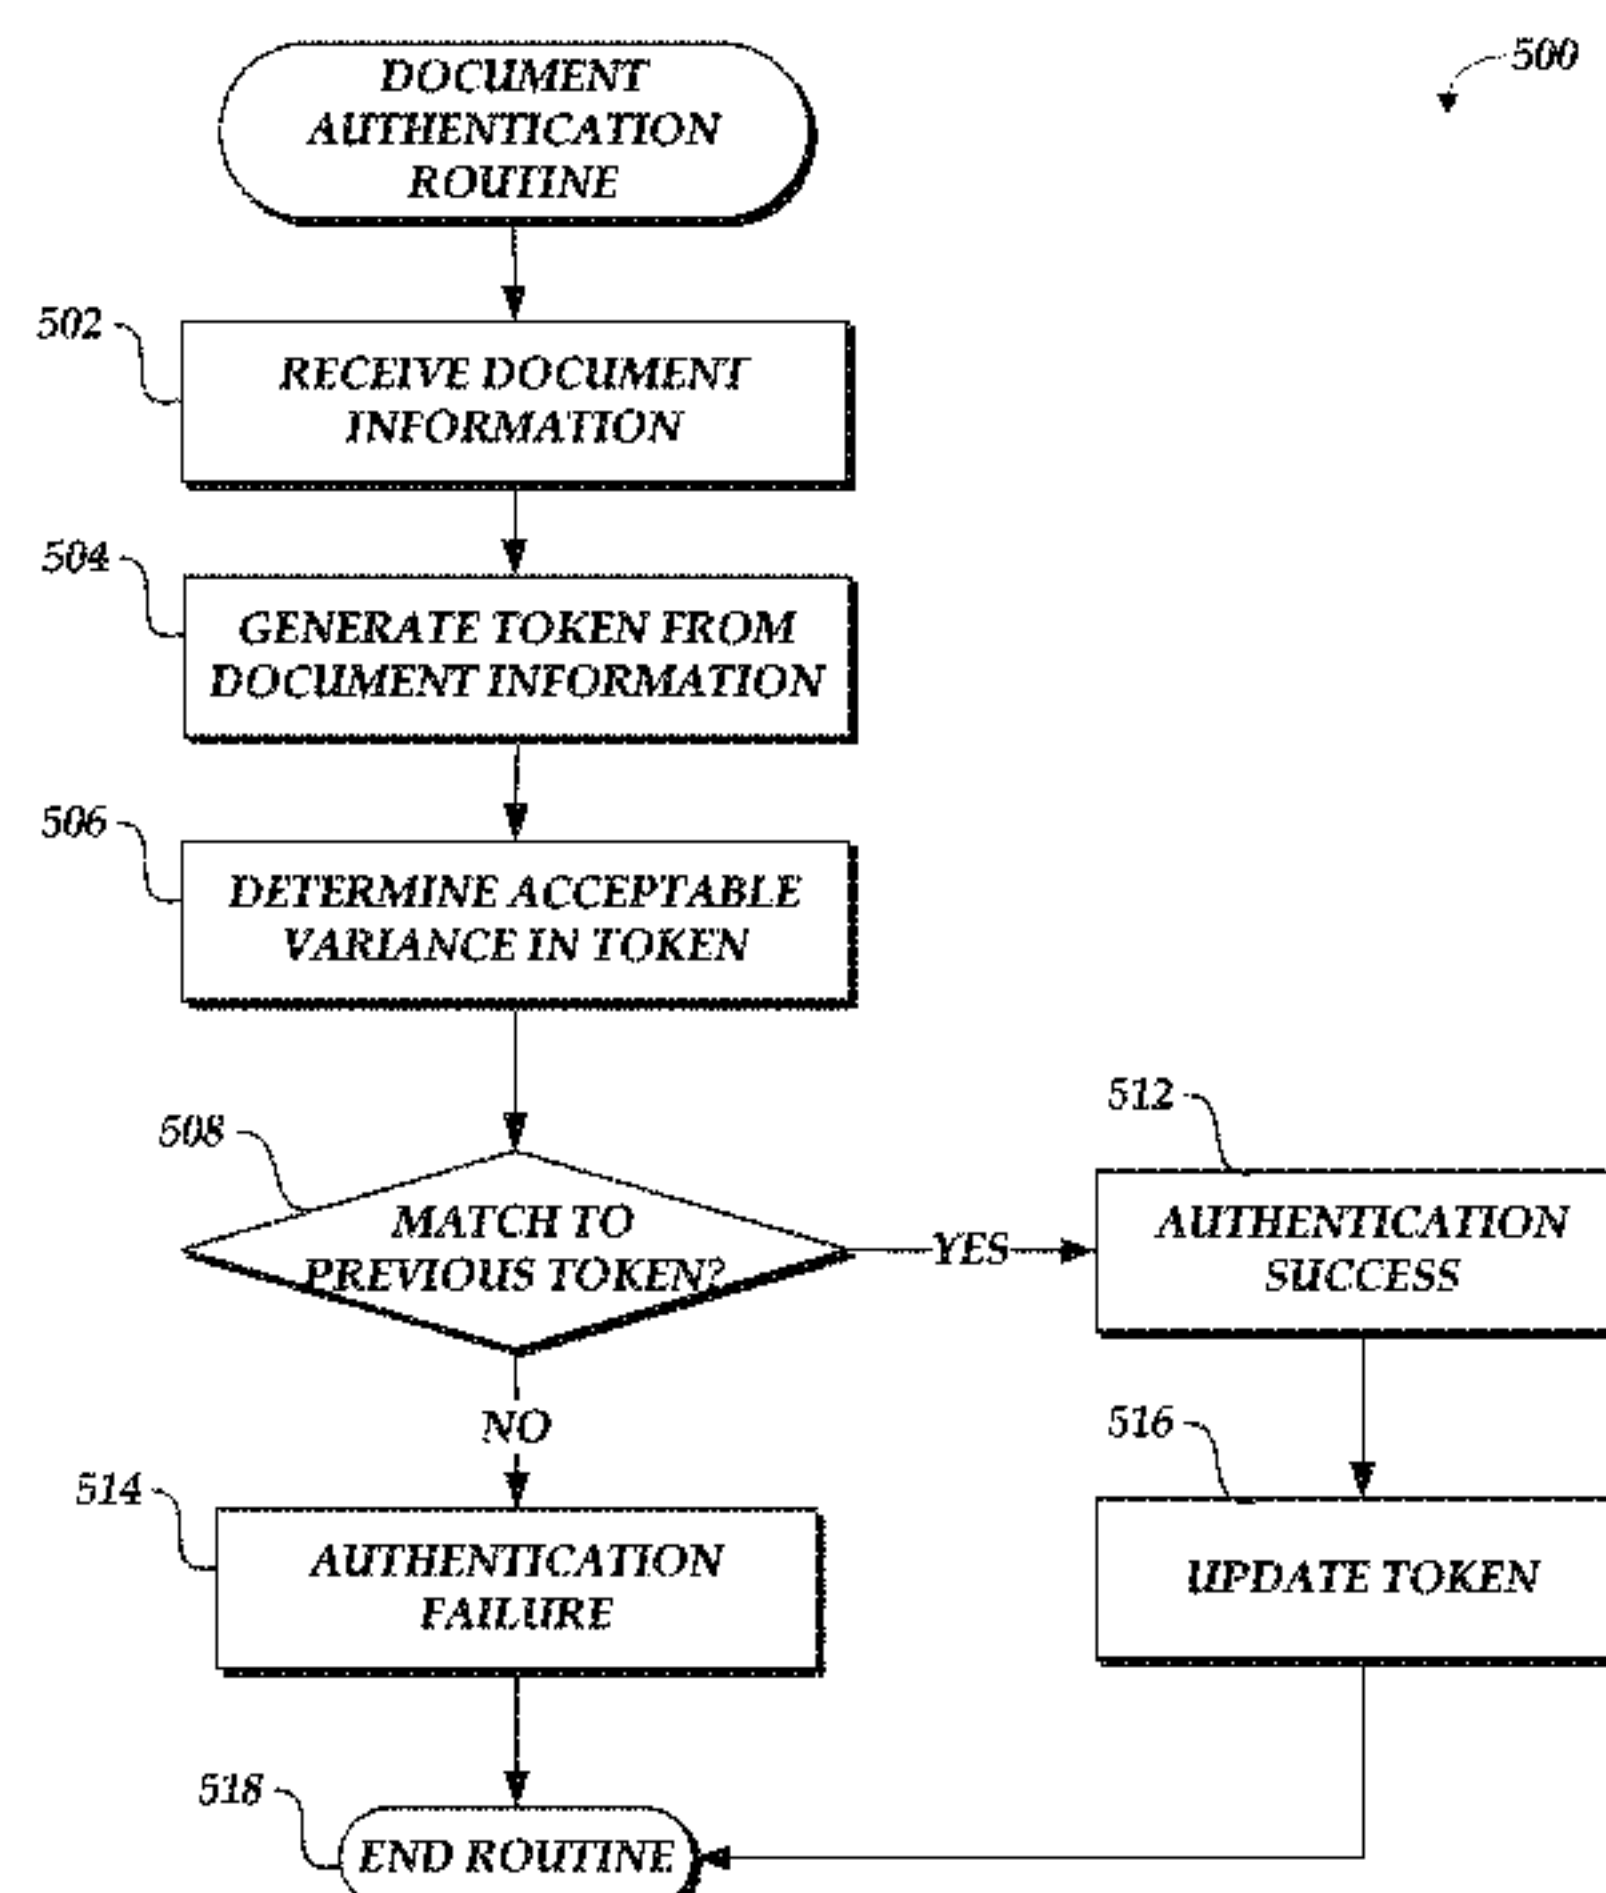 DOCUMENT
AUTHENTICATION
ROUTINE
500
502
RECEIVE DOCUMENT
INFORMATION
504
GENERATE TOKEN FROM
DOCUMENT INFORMATION
506
DETERMINE ACCEPTABLE
VARIANCE IN TOKEN
508
MATCH TO
PREVIOUS TOKEN?
YES
512
AUTHENTICATION
SUCCESS
NO
516
UPDATE TOKEN
514
AUTHENTICATION
FAILURE
518
END ROUTINE